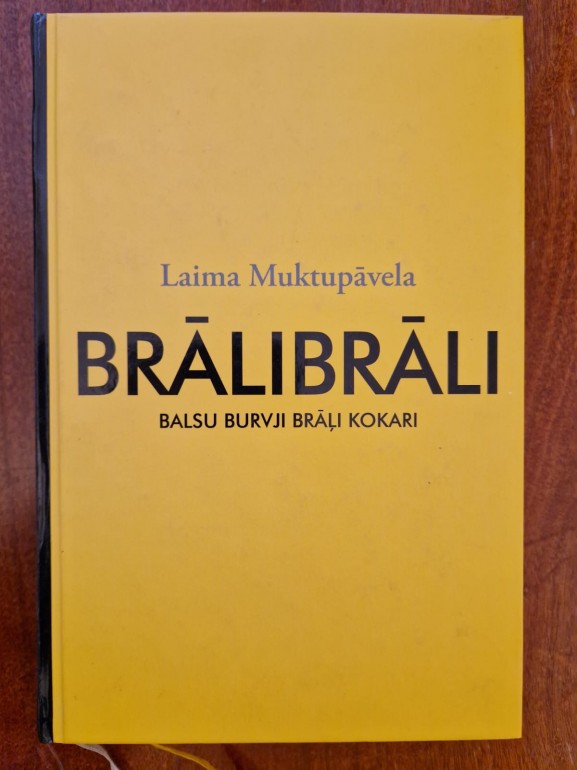 Laima Muktupāvela
BRĀLIBRĀLI
BALSU BURVJI BRĀĻI KOKARI